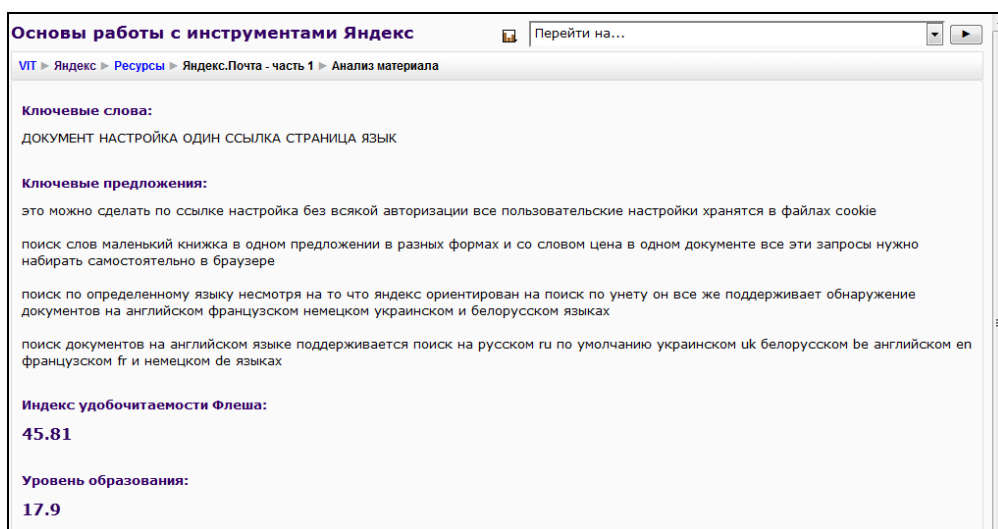 Основы работы с инструментами Яндекс
Перейти на...
VIT ► Яндекс ► Ресурсы ► Яндекс.Почта - часть 1 ► Анализ материала
Ключевые слова:
ДОКУМЕНТ НАСТРОЙКА ОДИН ССЫЛКА СТРАНИЦА ЯЗЫК
Ключевые предложения:
это можно сделать по ссылке настройка без всякой авторизации все пользовательские настройки хранятся в файлах cookie
поиск слов маленький книжка в одном предложении в разных формах и со словом цена в одном документе все эти запросы нужно
набирать самостоятельно в браузере
поиск по определенному языку несмотря на то что яндекс ориентирован на поиск по унету он все же поддерживает обнаружение
документов на английском французском немецком украинском и белорусском языках
поиск документов на английском языке поддерживается поиск на русском ru по умолчанию украинском uk белорусском be английском en
французском fr и немецком de языках
Индекс удобочитаемости Флеша:
45.81
Уровень образования:
17.9